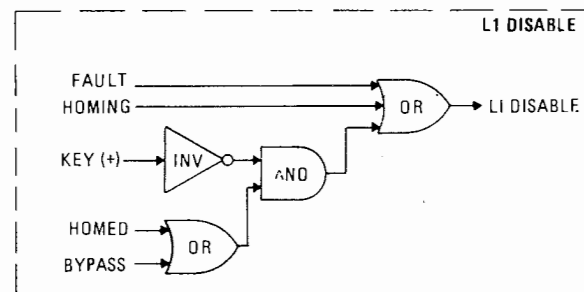 L1 DISABLE
FAULT
HOMING
OR
LI DISABLE
KEY (+)
INV
AND
HOMED
OR
BYPASS